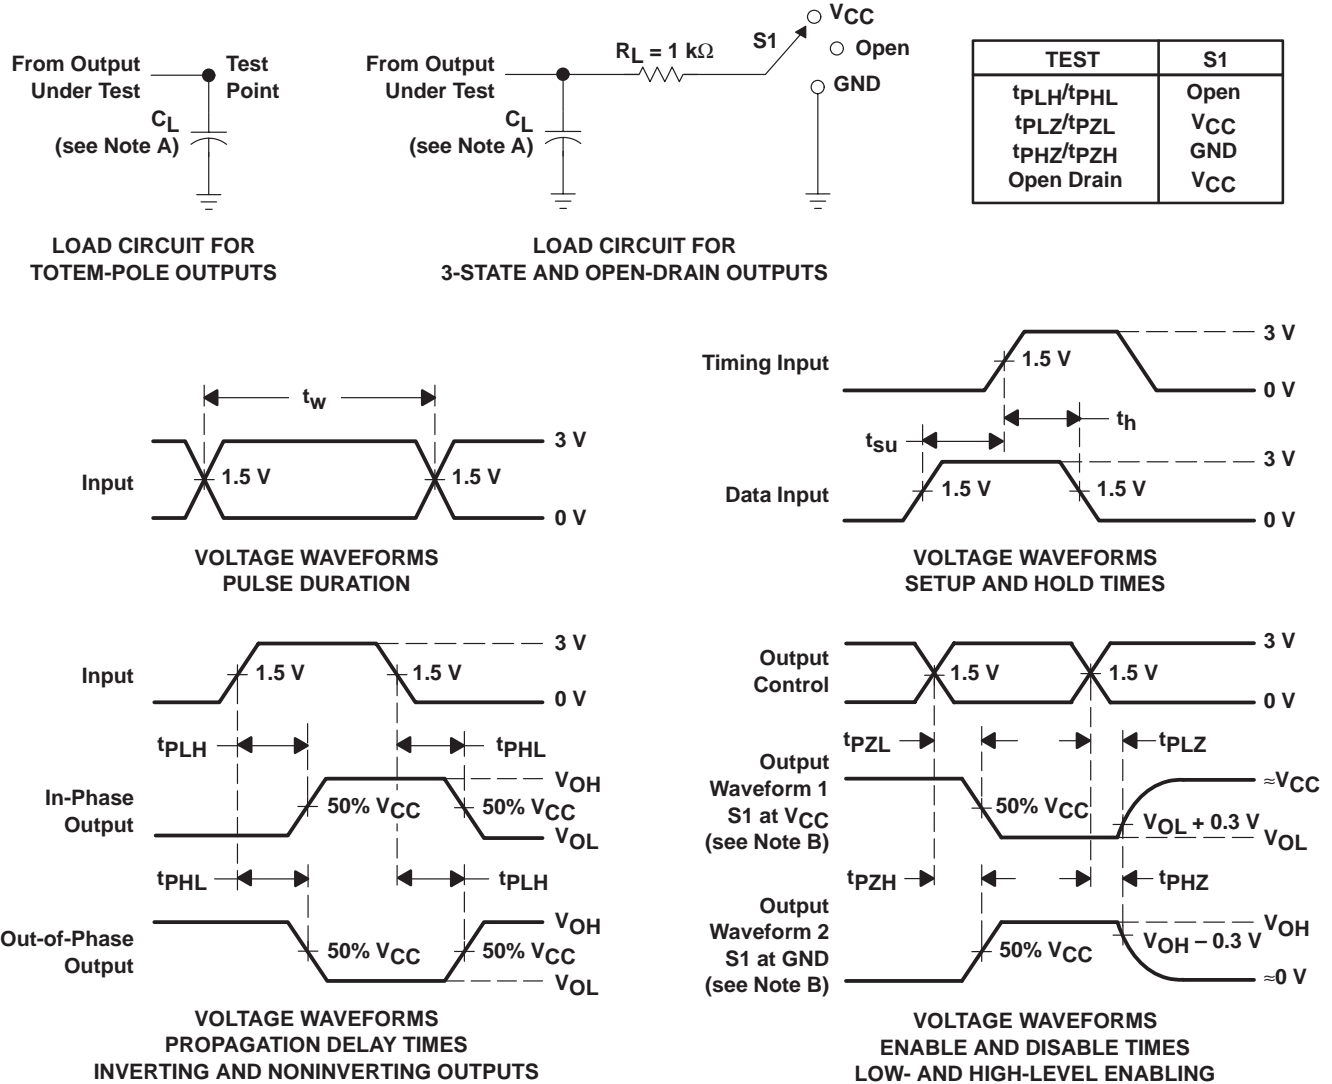 From Output
Under Test
Test
Point
CL
(see Note A)
LOAD CIRCUIT FOR
TOTEM-POLE OUTPUTS
From Output
Under Test
RL = 1 kΩ
S1
VCC
Open
GND
CL
(see Note A)
LOAD CIRCUIT FOR
3-STATE AND OPEN-DRAIN OUTPUTS
TEST S1
tPLH/tPHL Open
tPLZ/tPZL VCC
tPHZ/tPZH GND
Open Drain VCC
tw
Input
3 V
1.5 V
1.5 V
0 V
VOLTAGE WAVEFORMS
PULSE DURATION
Timing Input
3 V
1.5 V
0 V
th
tsu
Data Input
3 V
1.5 V
1.5 V
0 V
VOLTAGE WAVEFORMS
SETUP AND HOLD TIMES
Input
3 V
1.5 V
1.5 V
0 V
tPLH
tPHL
In-Phase
Output
VOH
50% VCC
50% VCC
VOL
tPHL
tPLH
Out-of-Phase
Output
VOH
50% VCC
50% VCC
VOL
VOLTAGE WAVEFORMS
PROPAGATION DELAY TIMES
INVERTING AND NONINVERTING OUTPUTS
Output
Control
3 V
1.5 V
1.5 V
0 V
tPZL
tPLZ
Output
Waveform 1
S1 at VCC
(see Note B)
≈VCC
50% VCC
VOL + 0.3 V
VOL
tPZH
tPHZ
Output
Waveform 2
S1 at GND
(see Note B)
VOH
50% VCC
VOH − 0.3 V
≈0 V
VOLTAGE WAVEFORMS
ENABLE AND DISABLE TIMES
LOW- AND HIGH-LEVEL ENABLING